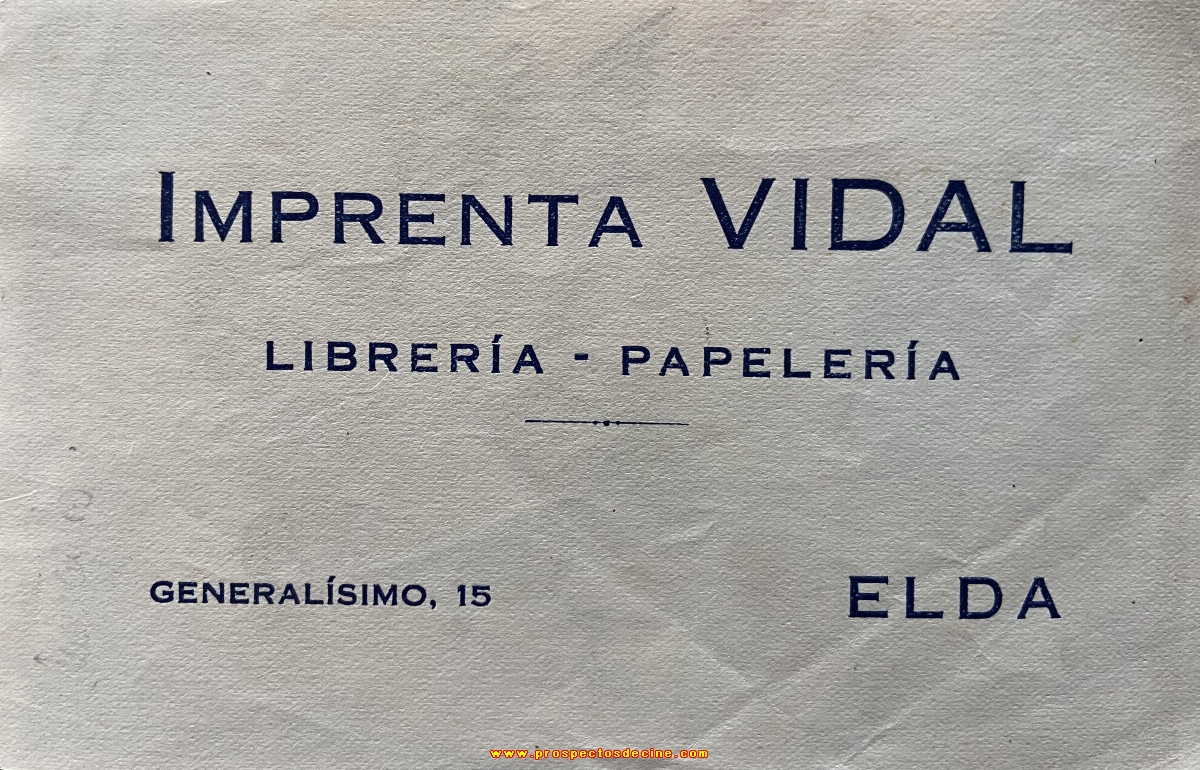 IMPRENTA VIDAL
LIBRERÍA - PAPELERÍA
GENERALÍSIMO, 15 ELDA
www.prospectosdecine.com